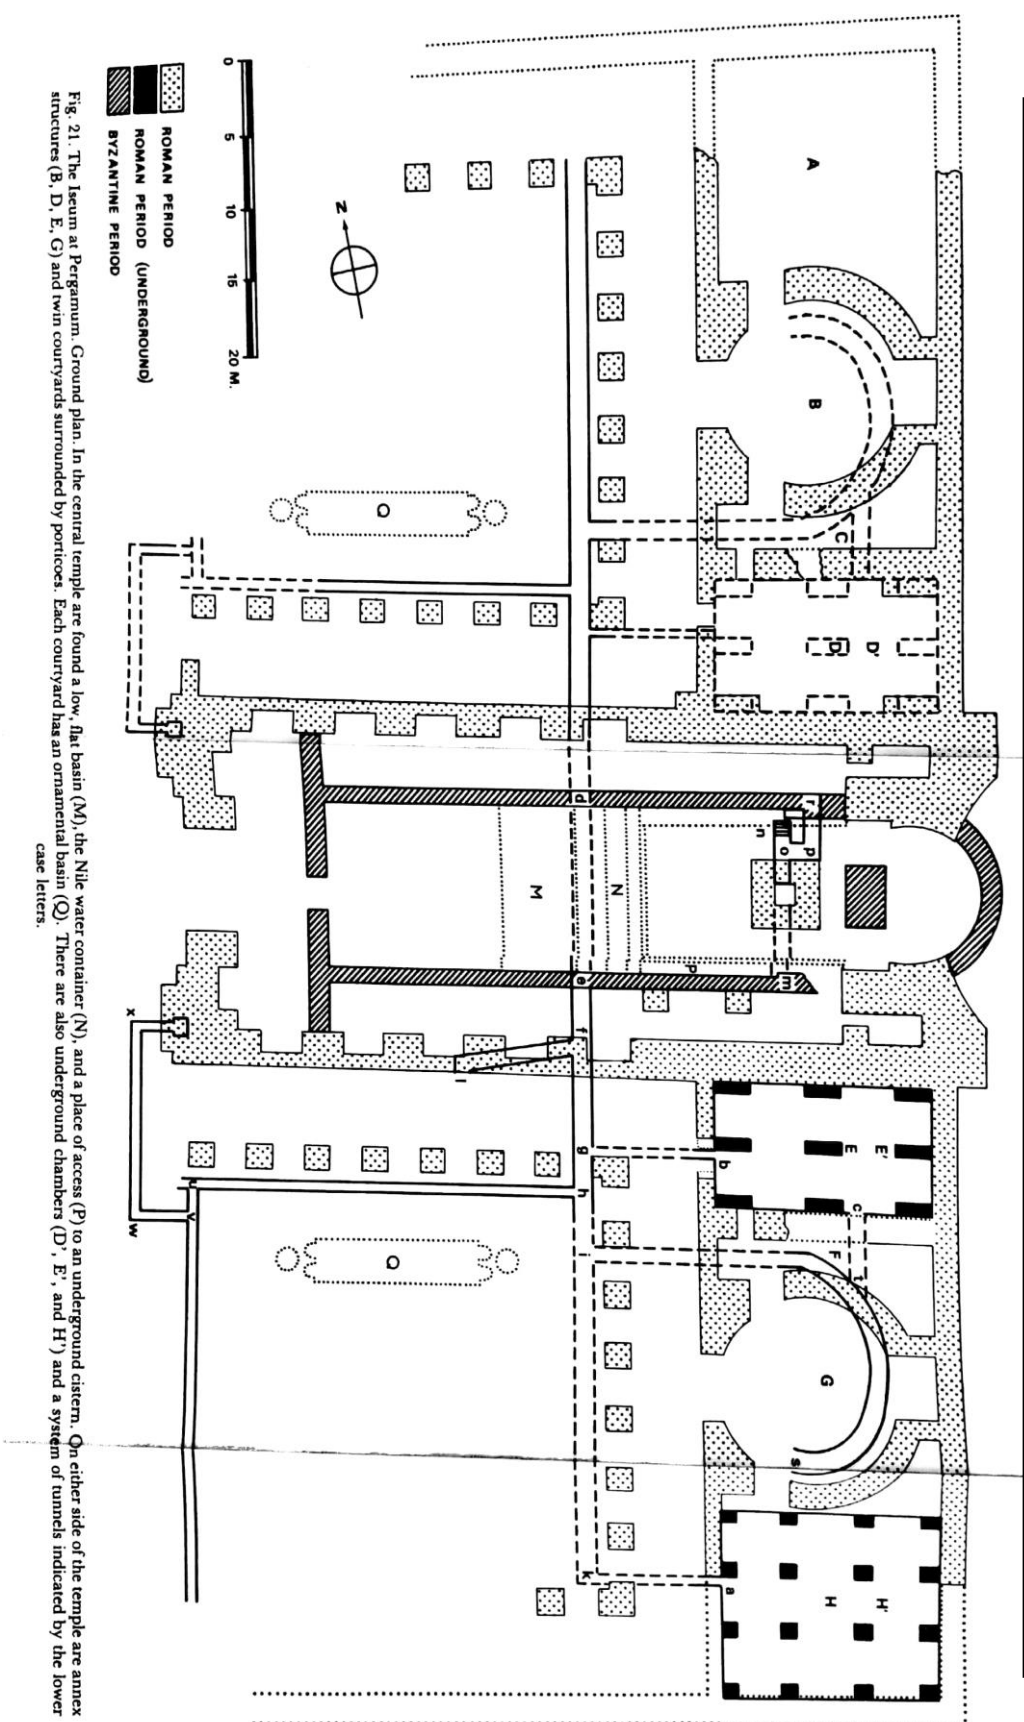 A
B
C
D
D'
Q
d
r
n
o
p
M
N
P
m
e
f
l
x
g
b
E
E'
c
h
u
v
w
Q
i
F
t
G
s
k
a
H
H'
0 5 10 15 20 M.
N
ROMAN PERIOD
ROMAN PERIOD (UNDERGROUND)
BYZANTINE PERIOD
Fig. 21. The Iseum at Pergamum. Ground plan. In the central temple are found a low, flat basin (M), the Nile water container (N), and a place of access (P) to an underground cistern. On either side of the temple are annex
structures (B, D, E, G) and twin courtyards surrounded by porticoes. Each courtyard has an ornamental basin (Q). There are also underground chambers (D', E', and H') and a system of tunnels indicated by the lower
case letters.